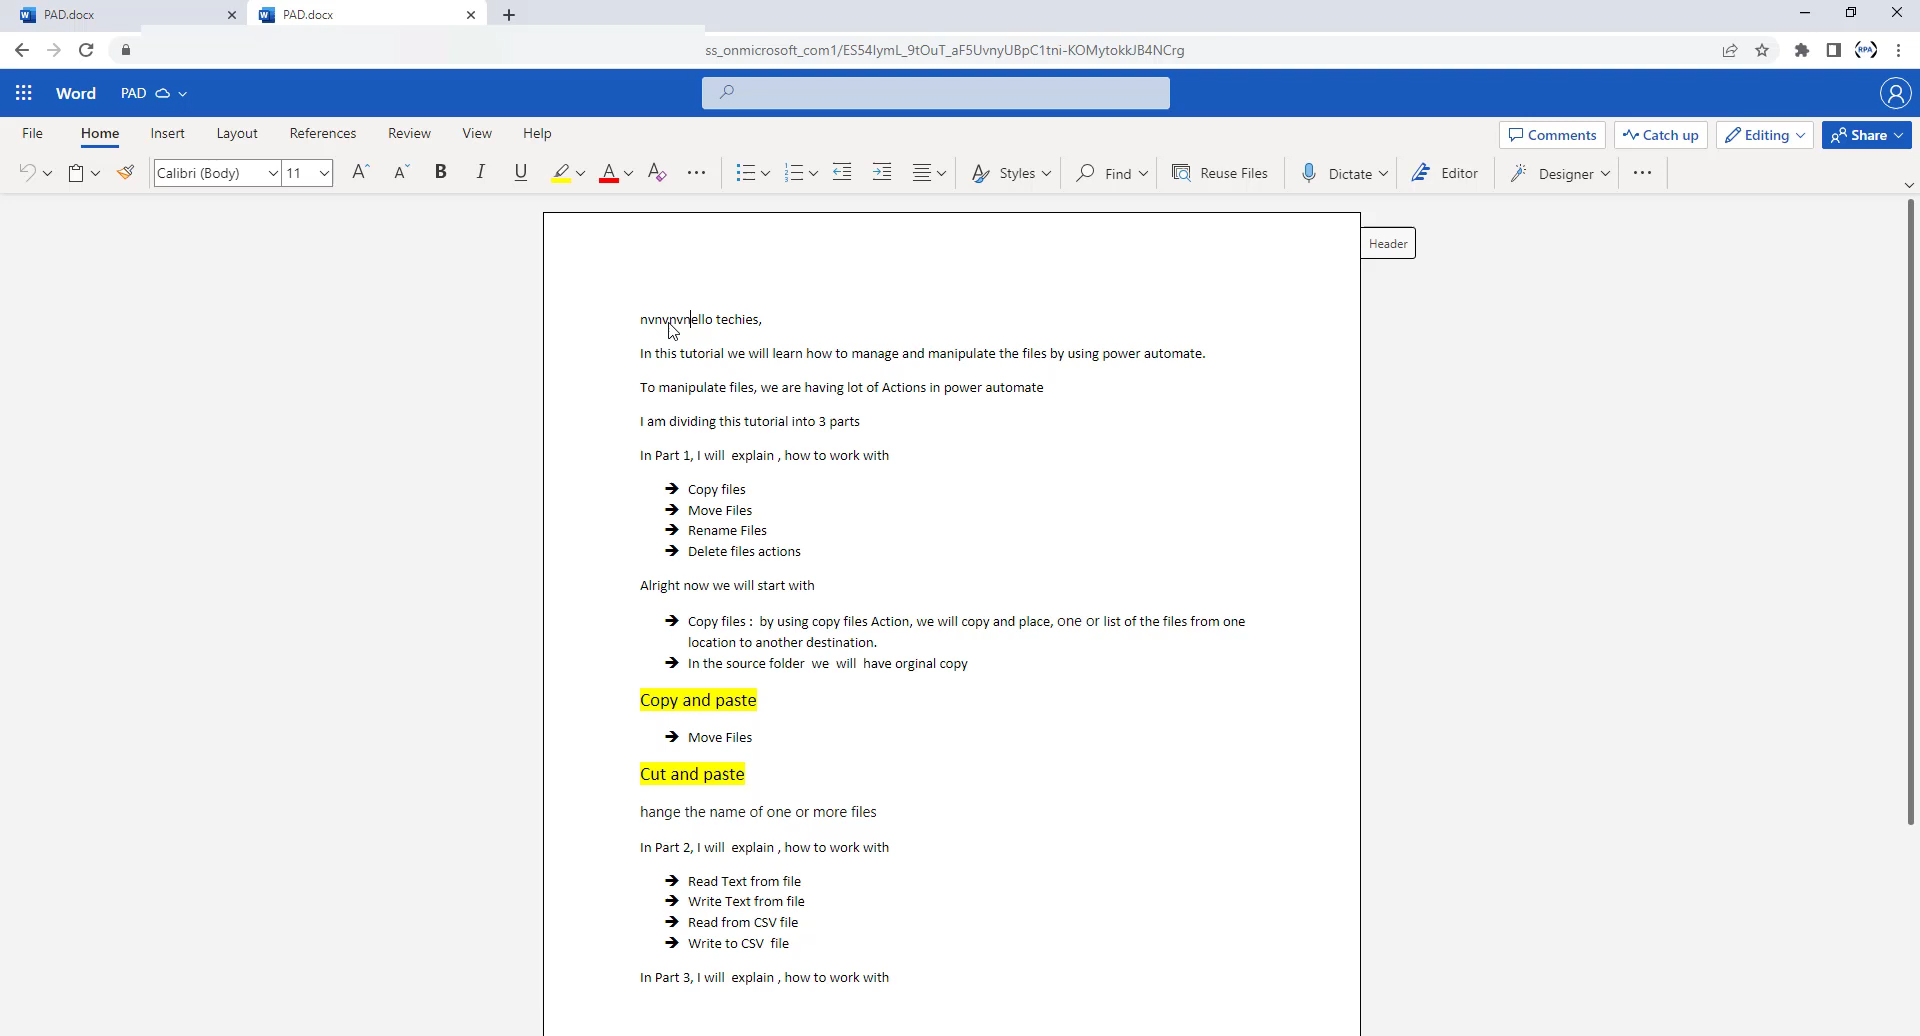 PAD.docx
PAD.docx
ss_onmicrosoft_com1/ES54IymL_9tOuT_aF5UvnyUBpC1tni-KOMytokkJB4NCrg
(RPA)
Word PAD
File Home Insert Layout References Review View Help
Comments Catch up Editing Share
Calibri (Body) 11 B I U A Styles Find Reuse Files Dictate Editor Designer
Header
nvnvnvnello techies,
In this tutorial we will learn how to manage and manipulate the files by using power automate.
To manipulate files, we are having lot of Actions in power automate
I am dividing this tutorial into 3 parts
In Part 1, I will  explain , how to work with
➔ Copy files
➔ Move Files
➔ Rename Files
➔ Delete files actions
Alright now we will start with
➔ Copy files :  by using copy files Action, we will copy and place, one or list of the files from one
location to another destination.
➔ In the source folder  we  will  have orginal copy
Copy and paste
➔ Move Files
Cut and paste
hange the name of one or more files
In Part 2, I will  explain , how to work with
➔ Read Text from file
➔ Write Text from file
➔ Read from CSV file
➔ Write to CSV  file
In Part 3, I will  explain , how to work with